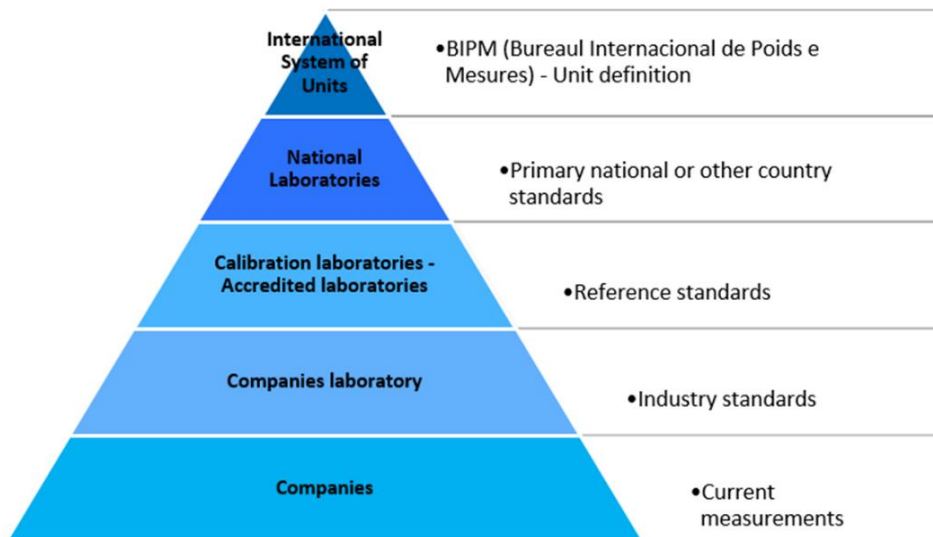 International
System of
Units
•BIPM (Bureaul Internacional de Poids e
Mesures) - Unit definition
National
Laboratories
•Primary national or other country
standards
Calibration laboratories -
Accredited laboratories
•Reference standards
Companies laboratory
•Industry standards
Companies
•Current
measurements